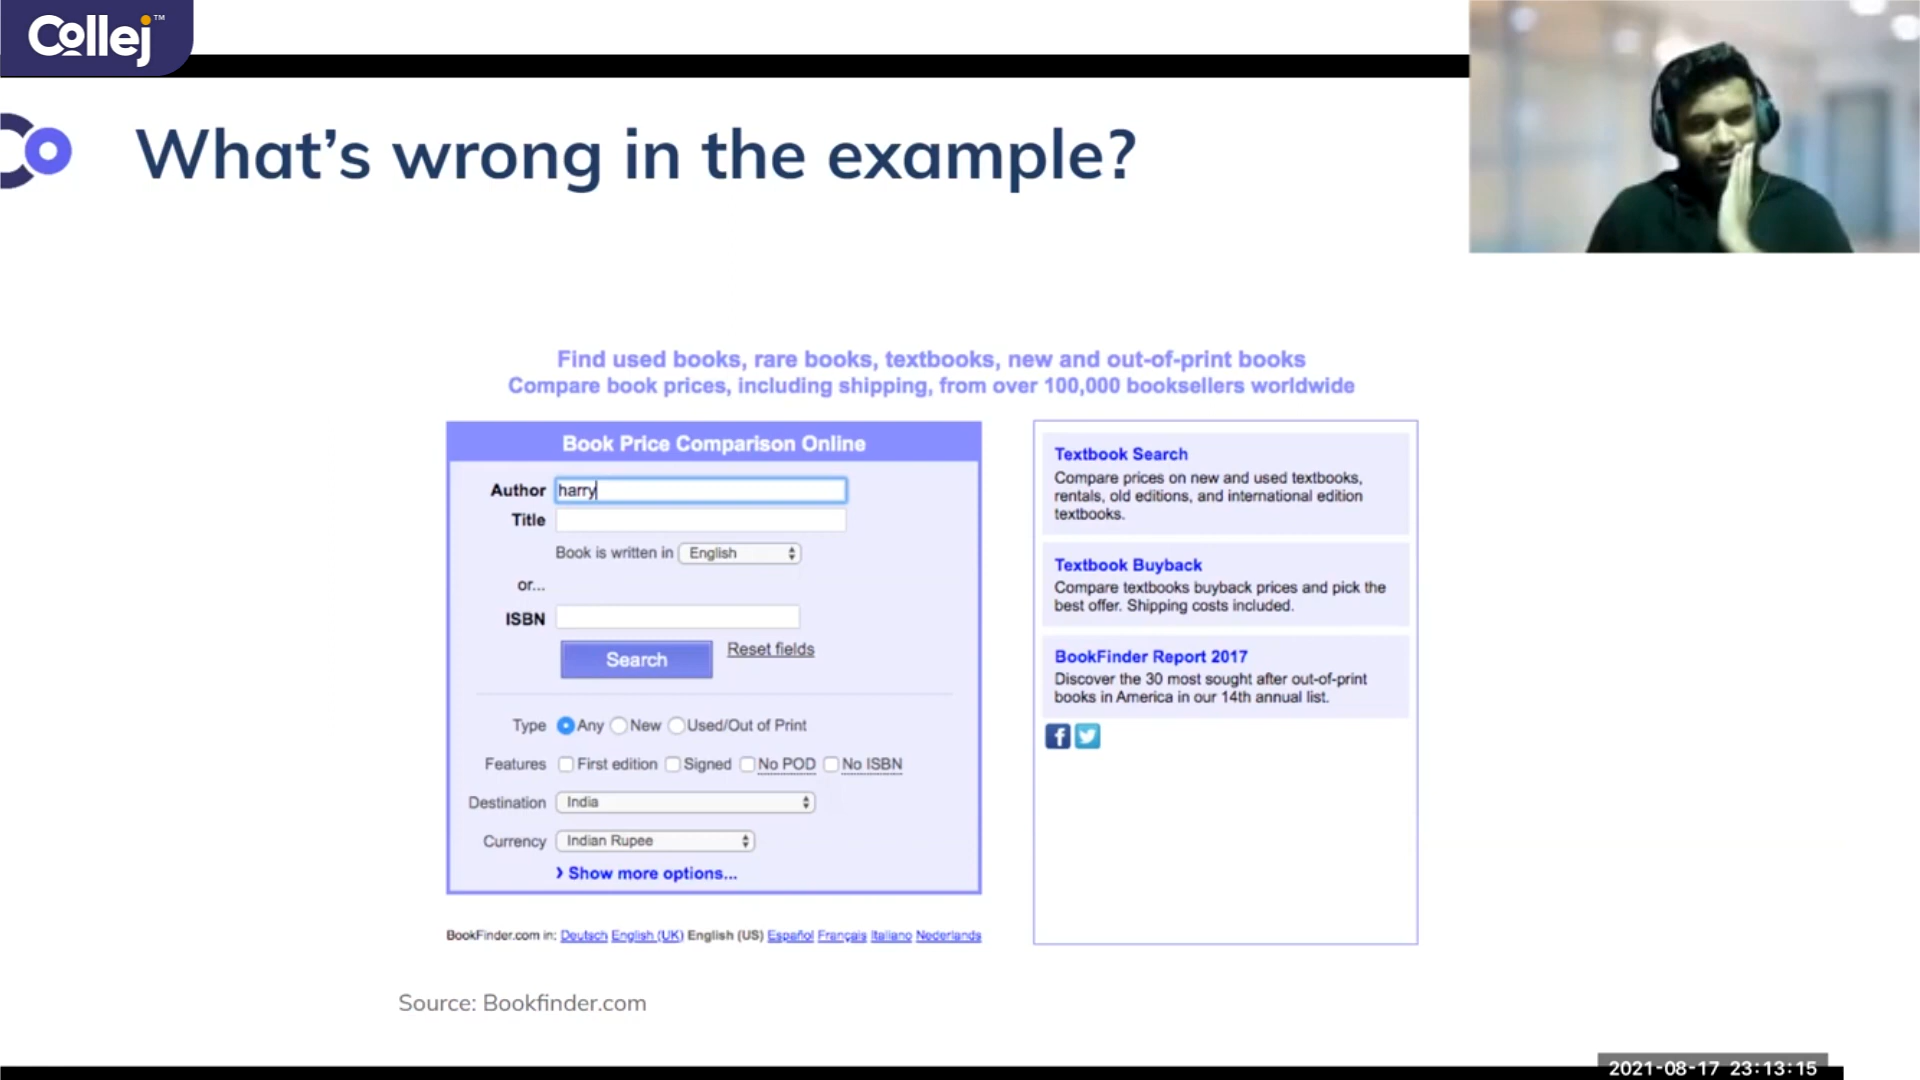 Collej™
What's wrong in the example?
Find used books, rare books, textbooks, new and out-of-print books
Compare book prices, including shipping, from over 100,000 booksellers worldwide
Book Price Comparison Online
Author harry
Title
Book is written in English
or...
ISBN
Search Reset fields
Type Any New Used/Out of Print
Features First edition Signed No POD No ISBN
Destination India
Currency Indian Rupee
› Show more options...
BookFinder.com in: Deutsch English (UK) English (US) Español Français Italiano Nederlands
Textbook Search
Compare prices on new and used textbooks,
rentals, old editions, and international edition
textbooks.
Textbook Buyback
Compare textbooks buyback prices and pick the
best offer. Shipping costs included.
BookFinder Report 2017
Discover the 30 most sought after out-of-print
books in America in our 14th annual list.
Source: Bookfinder.com
2021-08-17 23:13:15